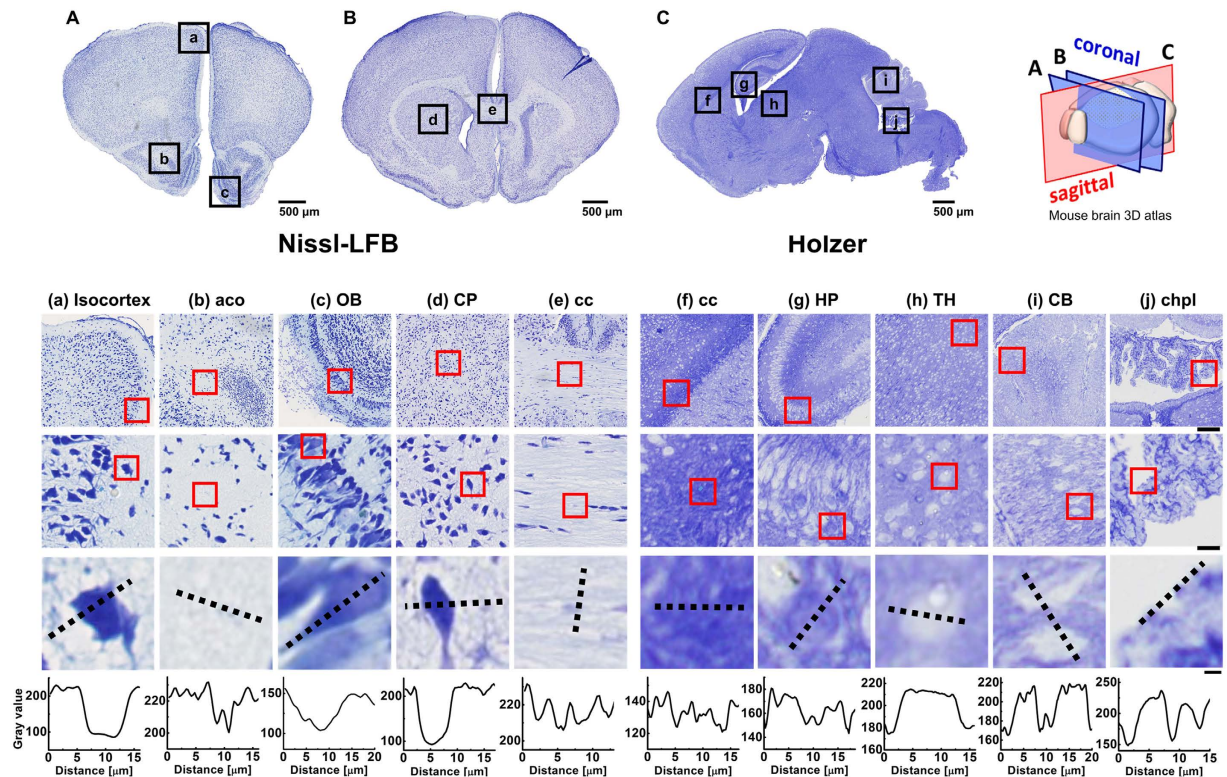 A
B
C
a
b
c
d
e
f
g
h
i
j
500 µm
500 µm
500 µm
A
B
coronal
C
sagittal
Mouse brain 3D atlas
Nissl-LFB
Holzer
(a) Isocortex
(b) aco
(c) OB
(d) CP
(e) cc
(f) cc
(g) HP
(h) TH
(i) CB
(j) chpl
Gray value
200
100
0 5 10 15
Distance [µm]
220
200
0 5 10 15
Distance [µm]
150
100
0 5 10 15 20
Distance [µm]
200
100
0 5 10 15
Distance [µm]
220
200
0 5 10
Distance [µm]
140
120
0 5 10 15
Distance [µm]
180
160
140
0 5 10 15
Distance [µm]
220
200
180
160
0 5 10 15
Distance [µm]
220
200
180
160
0 5 10 15 20
Distance [µm]
250
200
150
0 5 10 15
Distance [µm]